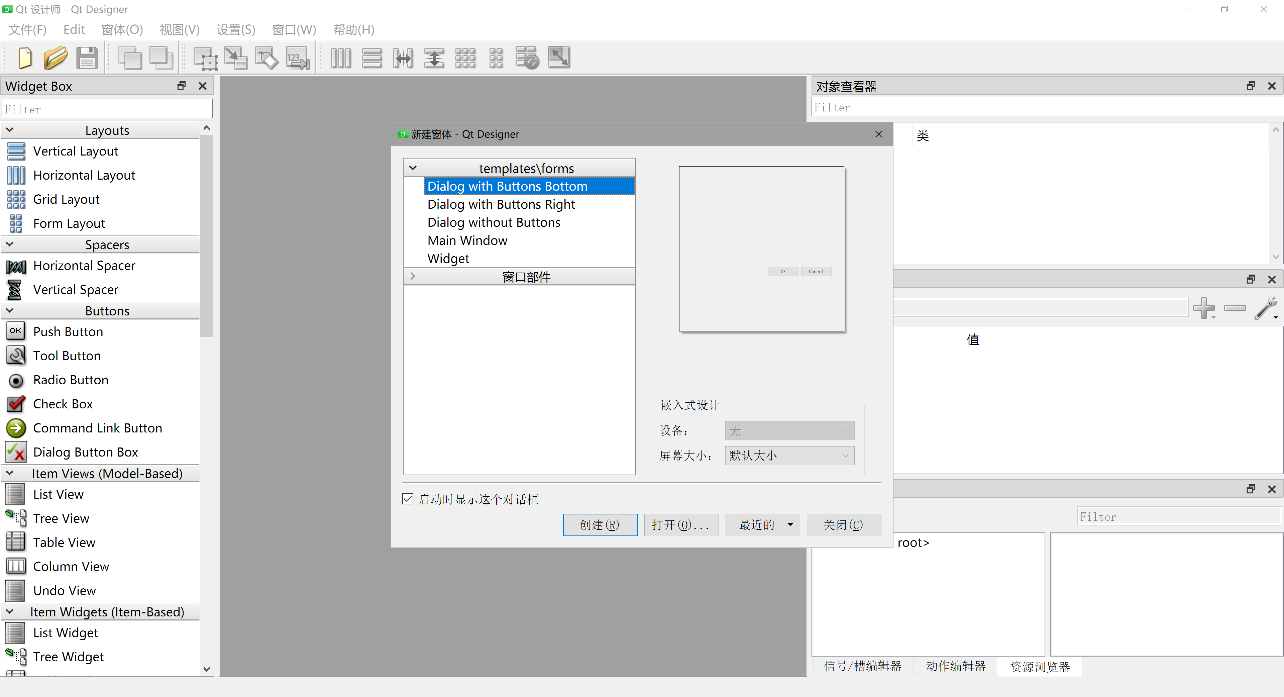 Qt 设计师 - Qt Designer
文件(F) Edit 窗体(O) 视图(V) 设置(S) 窗口(W) 帮助(H)
Widget Box
Filter
Layouts
Vertical Layout
Horizontal Layout
Grid Layout
Form Layout
Spacers
Horizontal Spacer
Vertical Spacer
Buttons
OK
Push Button
Tool Button
Radio Button
Check Box
Command Link Button
Dialog Button Box
Item Views (Model-Based)
List View
Tree View
Table View
Column View
Undo View
Item Widgets (Item-Based)
List Widget
Tree Widget
新建窗体 - Qt Designer
templates\forms
Dialog with Buttons Bottom
Dialog with Buttons Right
Dialog without Buttons
Main Window
Widget
窗口部件
OK Cancel
嵌入式设计
设备: 无
屏幕大小: 默认大小
启动时显示这个对话框
创建(R) 打开(O)... 最近的 关闭(C)
对象查看器
Filter
类
值
Filter
root>
信号/槽编辑器 动作编辑器 资源浏览器